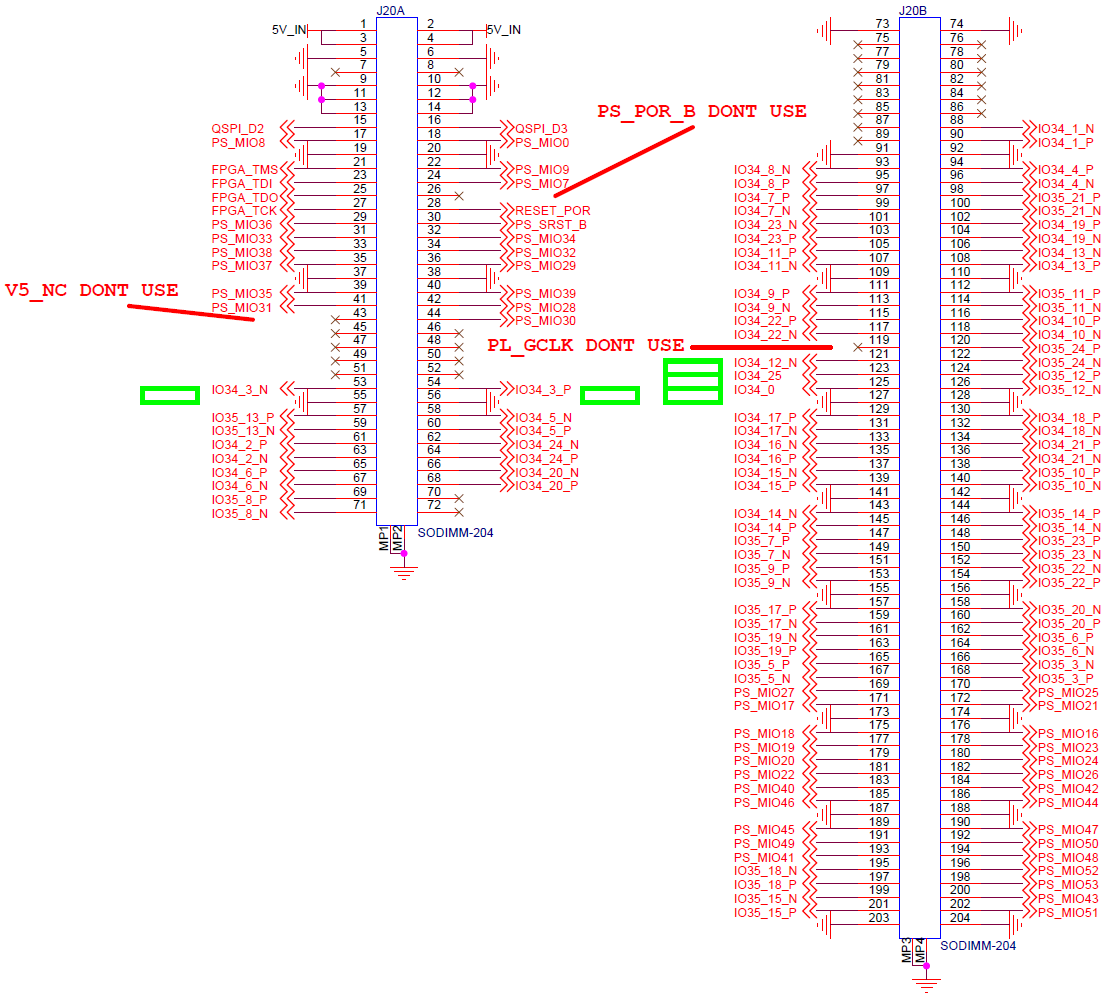 J20A
5V_IN 1 2 5V_IN
3 4
5 6
7 8
9 10
11 12
13 14
15 16
QSPI_D2 17 18 QSPI_D3
PS_MIO8 19 20 PS_MIO0
21 22
FPGA_TMS 23 24 PS_MIO9
FPGA_TDI 25 26 PS_MIO7
FPGA_TDO 27 28
FPGA_TCK 29 30 RESET_POR
PS_MIO36 31 32 PS_SRST_B
PS_MIO33 33 34 PS_MIO34
PS_MIO38 35 36 PS_MIO32
PS_MIO37 37 38 PS_MIO29
39 40
PS_MIO35 41 42 PS_MIO39
PS_MIO31 43 44 PS_MIO28
45 46 PS_MIO30
47 48
49 50
51 52
53 54
IO34_3_N 55 56 IO34_3_P
57 58
IO35_13_P 59 60 IO34_5_N
IO35_13_N 61 62 IO34_5_P
IO34_2_P 63 64 IO34_24_N
IO34_2_N 65 66 IO34_24_P
IO34_6_P 67 68 IO34_20_N
IO34_6_N 69 70 IO34_20_P
IO35_8_P 71 72
IO35_8_N
MP1
MP2
SODIMM-204
PS_POR_B DONT USE
V5_NC DONT USE
PL_GCLK DONT USE
J20B
73 74
75 76
77 78
79 80
81 82
83 84
85 86
87 88
89 90 IO34_1_N
91 92 IO34_1_P
93 94
IO34_8_N 95 96 IO34_4_P
IO34_8_P 97 98 IO34_4_N
IO34_7_P 99 100 IO35_21_P
IO34_7_N 101 102 IO35_21_N
IO34_23_N 103 104 IO34_19_P
IO34_23_P 105 106 IO34_19_N
IO34_11_P 107 108 IO34_13_N
IO34_11_N 109 110 IO34_13_P
111 112
IO34_9_P 113 114 IO35_11_P
IO34_9_N 115 116 IO35_11_N
IO34_22_P 117 118 IO34_10_P
IO34_22_N 119 120 IO34_10_N
121 122 IO35_24_P
IO34_12_N 123 124 IO35_24_N
IO34_25 125 126 IO35_12_P
IO34_0 127 128 IO35_12_N
129 130
IO34_17_P 131 132 IO34_18_P
IO34_17_N 133 134 IO34_18_N
IO34_16_N 135 136 IO34_21_P
IO34_16_P 137 138 IO34_21_N
IO34_15_N 139 140 IO35_10_P
IO34_15_P 141 142 IO35_10_N
143 144
IO34_14_N 145 146 IO35_14_P
IO34_14_P 147 148 IO35_14_N
IO35_7_P 149 150 IO35_23_P
IO35_7_N 151 152 IO35_23_N
IO35_9_P 153 154 IO35_22_N
IO35_9_N 155 156 IO35_22_P
157 158
IO35_17_P 159 160 IO35_20_N
IO35_17_N 161 162 IO35_20_P
IO35_19_N 163 164 IO35_6_P
IO35_19_P 165 166 IO35_6_N
IO35_5_P 167 168 IO35_3_N
IO35_5_N 169 170 IO35_3_P
PS_MIO27 171 172 PS_MIO25
PS_MIO17 173 174 PS_MIO21
175 176
PS_MIO18 177 178 PS_MIO16
PS_MIO19 179 180 PS_MIO23
PS_MIO20 181 182 PS_MIO24
PS_MIO22 183 184 PS_MIO26
PS_MIO40 185 186 PS_MIO42
PS_MIO46 187 188 PS_MIO44
189 190
PS_MIO45 191 192 PS_MIO47
PS_MIO49 193 194 PS_MIO50
PS_MIO41 195 196 PS_MIO48
IO35_18_N 197 198 PS_MIO52
IO35_18_P 199 200 PS_MIO53
IO35_15_N 201 202 PS_MIO43
IO35_15_P 203 204 PS_MIO51
MP3
MP4
SODIMM-204